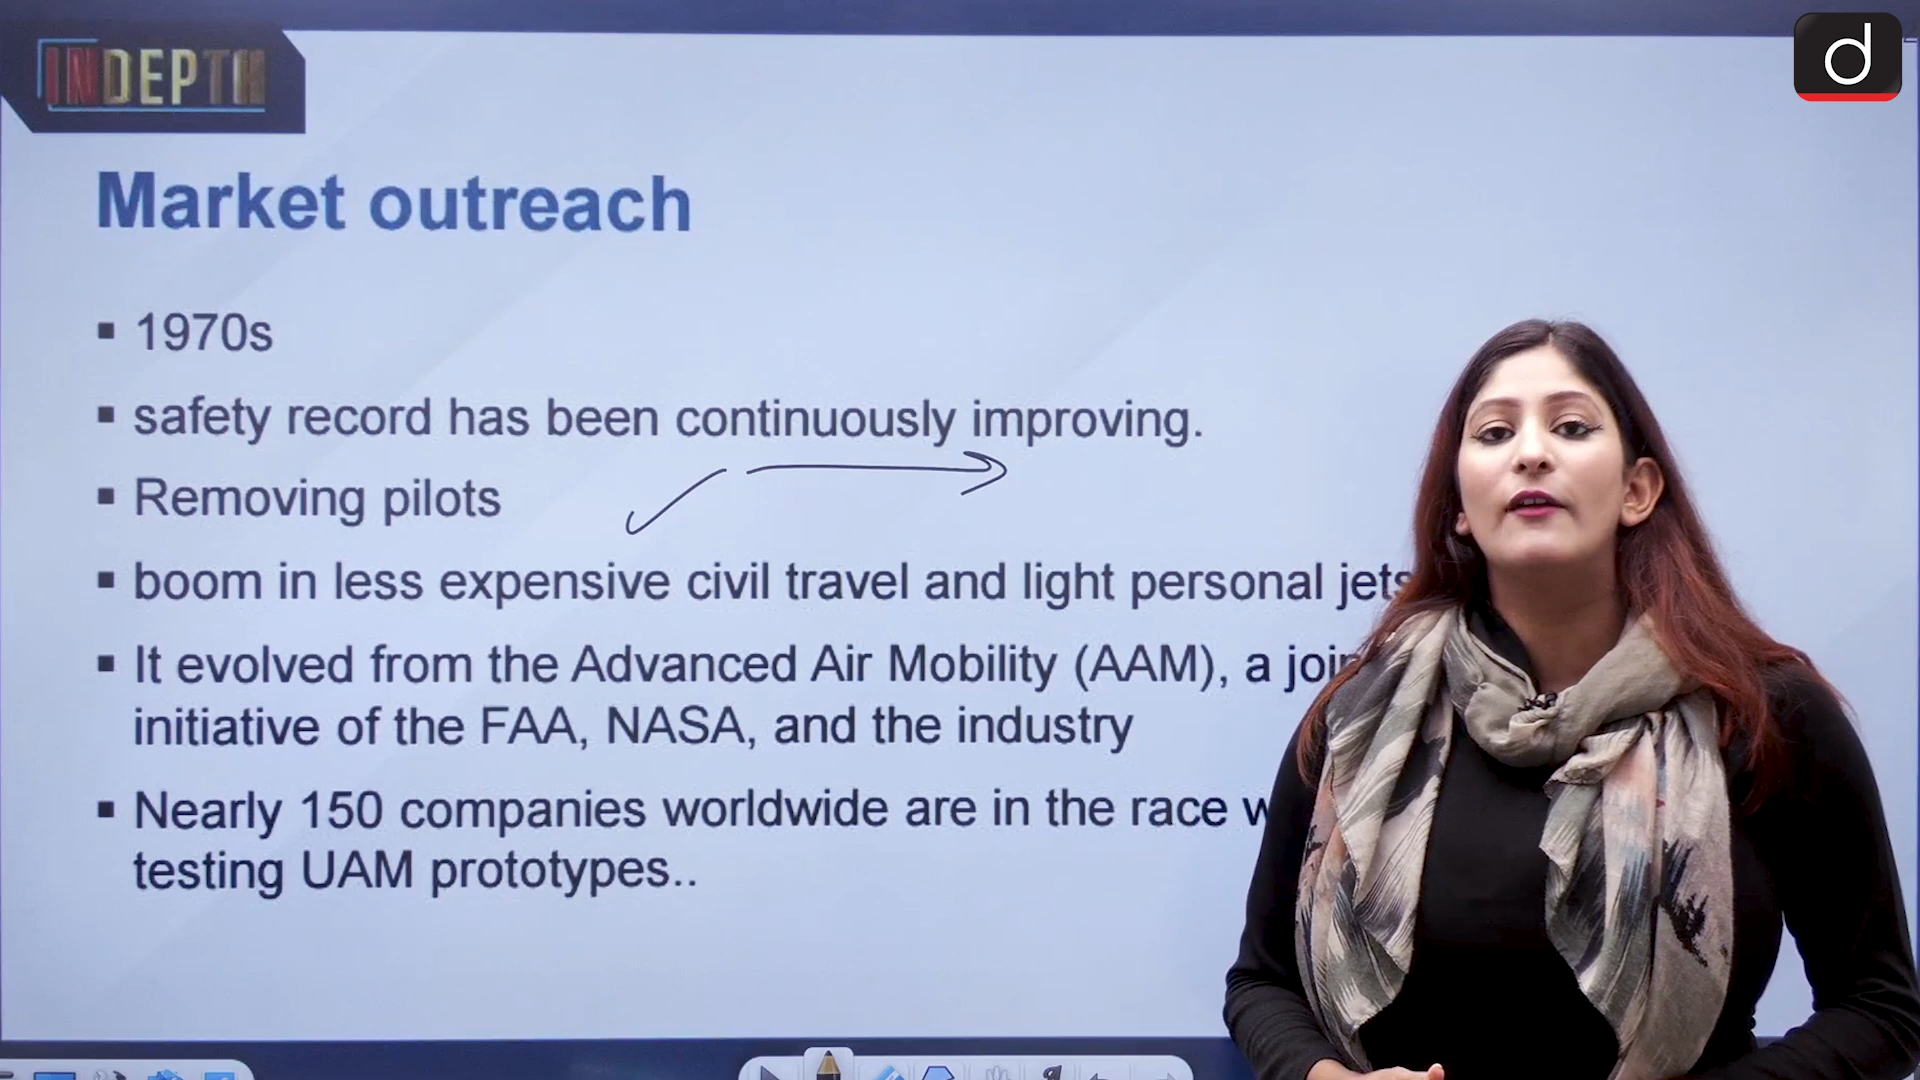 INDEPTH
d
Market outreach
▪ 1970s
▪ safety record has been continuously improving.
▪ Removing pilots
▪ boom in less expensive civil travel and light personal jets
▪ It evolved from the Advanced Air Mobility (AAM), a
initiative of the FAA, NASA, and the industry
▪ Nearly 150 companies worldwide are in the race
testing UAM prototypes..